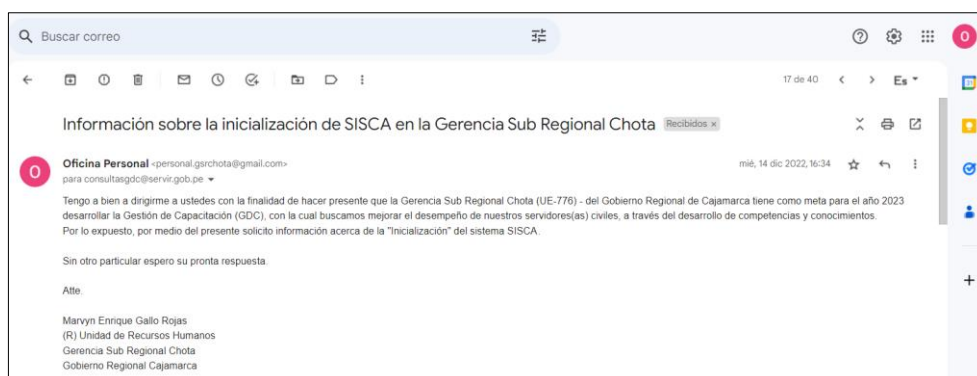 Buscar correo
17 de 40
Es
Información sobre la inicialización de SISCA en la Gerencia Sub Regional Chota Recibidos x
O
Oficina Personal <personal.gsrchota@gmail.com>
mié, 14 dic 2022, 16:34
para consultasgdc@servir.gob.pe
O
Tengo a bien a dirigirme a ustedes con la finalidad de hacer presente que la Gerencia Sub Regional Chota (UE-776) - del Gobierno Regional de Cajamarca tiene como meta para el año 2023
desarrollar la Gestión de Capacitación (GDC), con la cual buscamos mejorar el desempeño de nuestros servidores(as) civiles, a través del desarrollo de competencias y conocimientos.
Por lo expuesto, por medio del presente solicito información acerca de la "Inicialización" del sistema SISCA.
Sin otro particular espero su pronta respuesta.
Atte.
Marvyn Enrique Gallo Rojas
(R) Unidad de Recursos Humanos
Gerencia Sub Regional Chota
Gobierno Regional Cajamarca